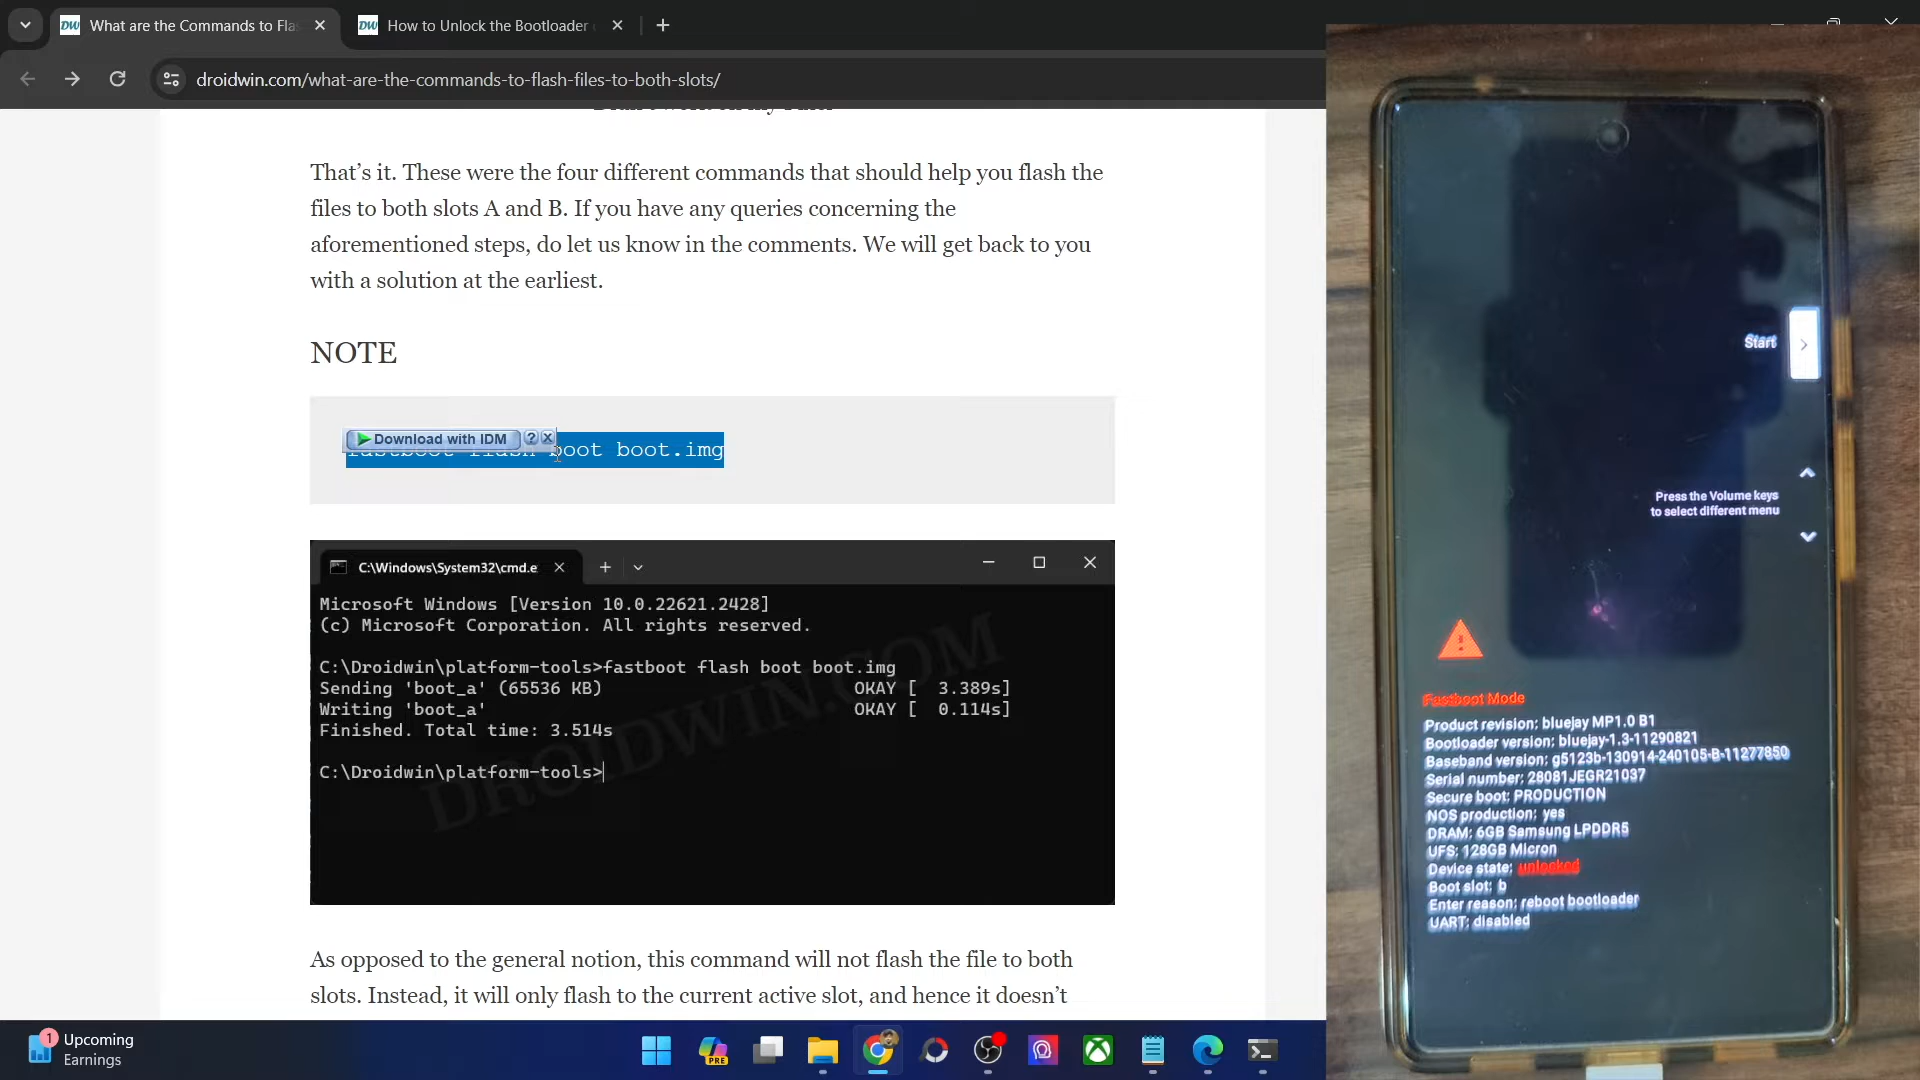 What are the Commands to Fla
How to Unlock the Bootloader
droidwin.com/what-are-the-commands-to-flash-files-to-both-slots/
That's it. These were the four different commands that should help you flash the
files to both slots A and B. If you have any queries concerning the
aforementioned steps, do let us know in the comments. We will get back to you
with a solution at the earliest.
NOTE
Download with IDM
fastboot flash boot boot.img
C:\Windows\System32\cmd.e
Microsoft Windows [Version 10.0.22621.2428]
(c) Microsoft Corporation. All rights reserved.
C:\Droidwin\platform-tools>fastboot flash boot boot.img
Sending 'boot_a' (65536 KB) OKAY [ 3.389s]
Writing 'boot_a' OKAY [ 0.114s]
Finished. Total time: 3.514s
C:\Droidwin\platform-tools>
DROIDWIN.COM
As opposed to the general notion, this command will not flash the file to both
slots. Instead, it will only flash to the current active slot, and hence it doesn't
1
Upcoming
Earnings
PRE
Start
Press the Volume keys
to select different menu
Fastboot Mode
Product revision: bluejay MP1.0 B1
Bootloader version: bluejay-1.3-11290821
Baseband version: g5123b-130914-240105-B-11277850
Serial number: 28081JEGR21037
Secure boot: PRODUCTION
NOS production: yes
DRAM: 6GB Samsung LPDDR5
UFS: 128GB Micron
Device state: unlocked
Boot slot: b
Enter reason: reboot bootloader
UART: disabled